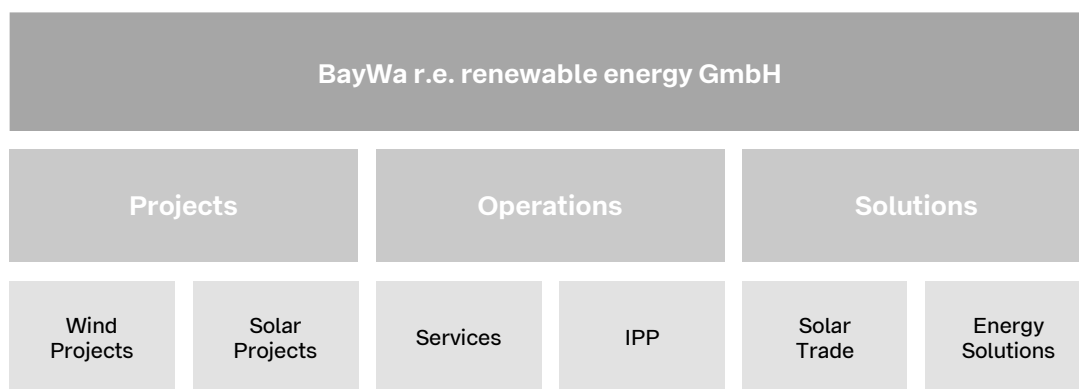 BayWa r.e. renewable energy GmbH
Projects
Operations
Solutions
Wind
Projects
Solar
Projects
Services
IPP
Solar
Trade
Energy
Solutions